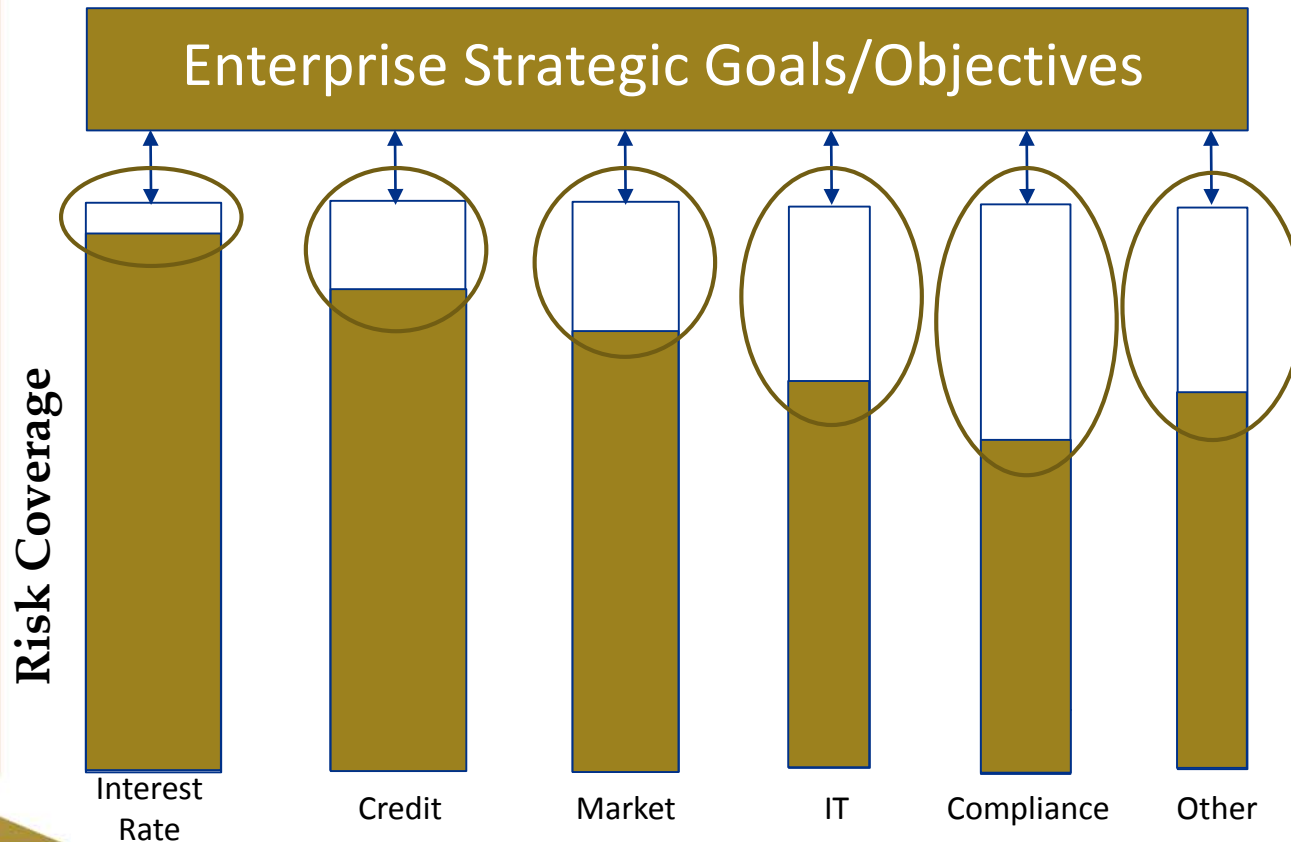 Enterprise Strategic Goals/Objectives
Risk Coverage
Interest
Rate
Credit
Market
IT
Compliance
Other